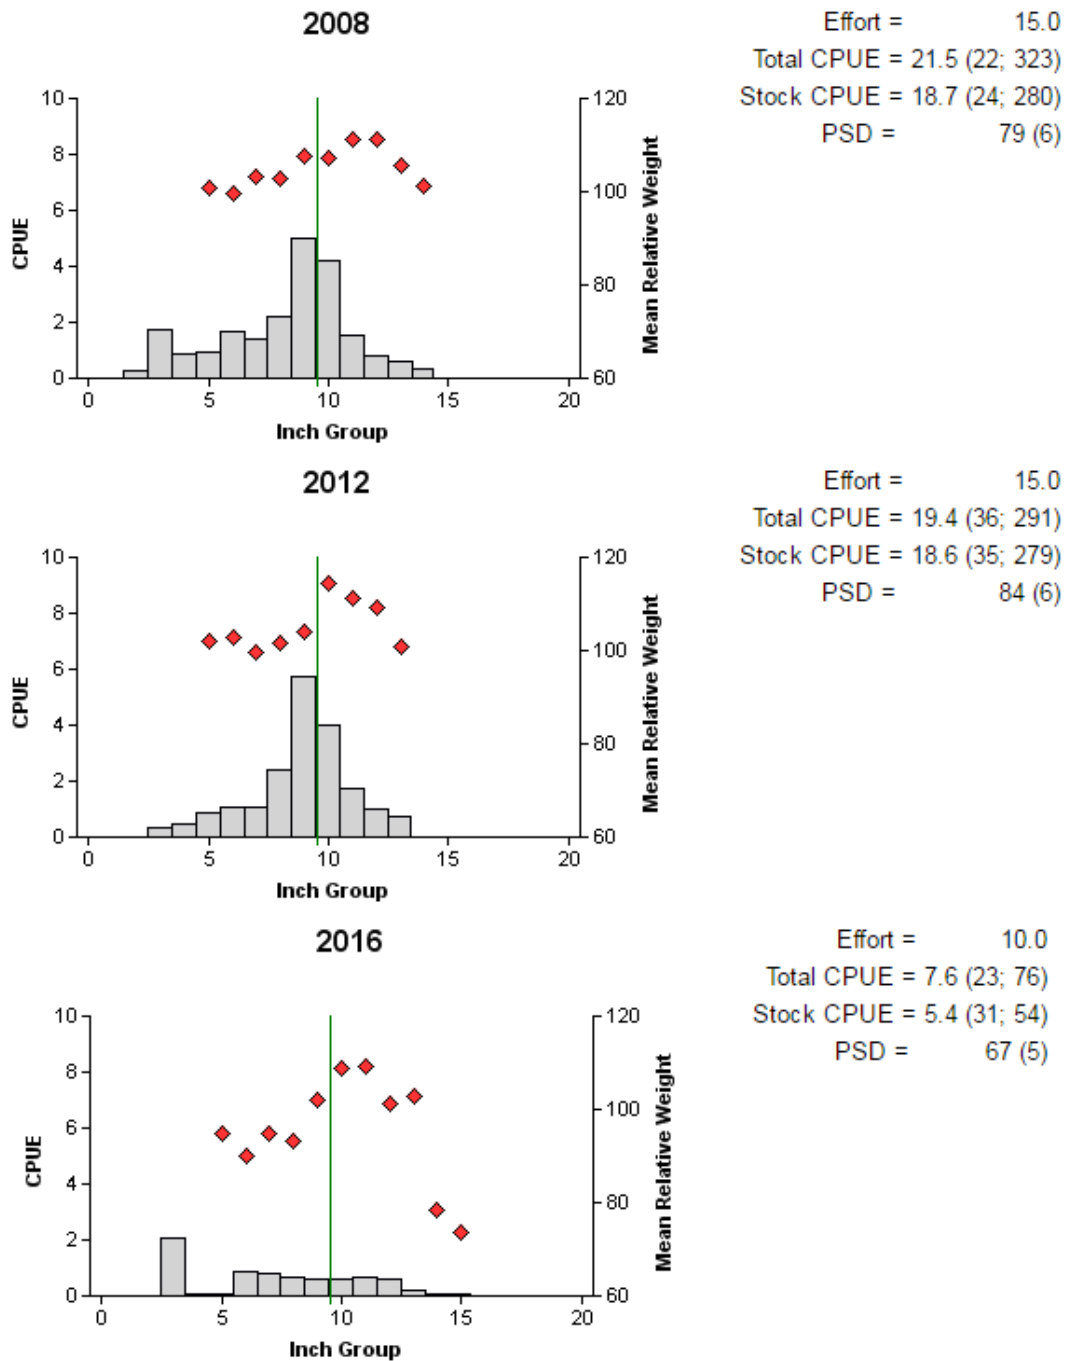 2008
Effort = 15.0
Total CPUE = 21.5 (22; 323)
Stock CPUE = 18.7 (24; 280)
PSD = 79 (6)
10
8
6
4
2
0
CPUE
120
100
80
60
Mean Relative Weight
0 5 10 15 20
Inch Group
2012
Effort = 15.0
Total CPUE = 19.4 (36; 291)
Stock CPUE = 18.6 (35; 279)
PSD = 84 (6)
10
8
6
4
2
0
CPUE
120
100
80
60
Mean Relative Weight
0 5 10 15 20
Inch Group
2016
Effort = 10.0
Total CPUE = 7.6 (23; 76)
Stock CPUE = 5.4 (31; 54)
PSD = 67 (5)
10
8
6
4
2
0
CPUE
120
100
80
60
Mean Relative Weight
0 5 10 15 20
Inch Group